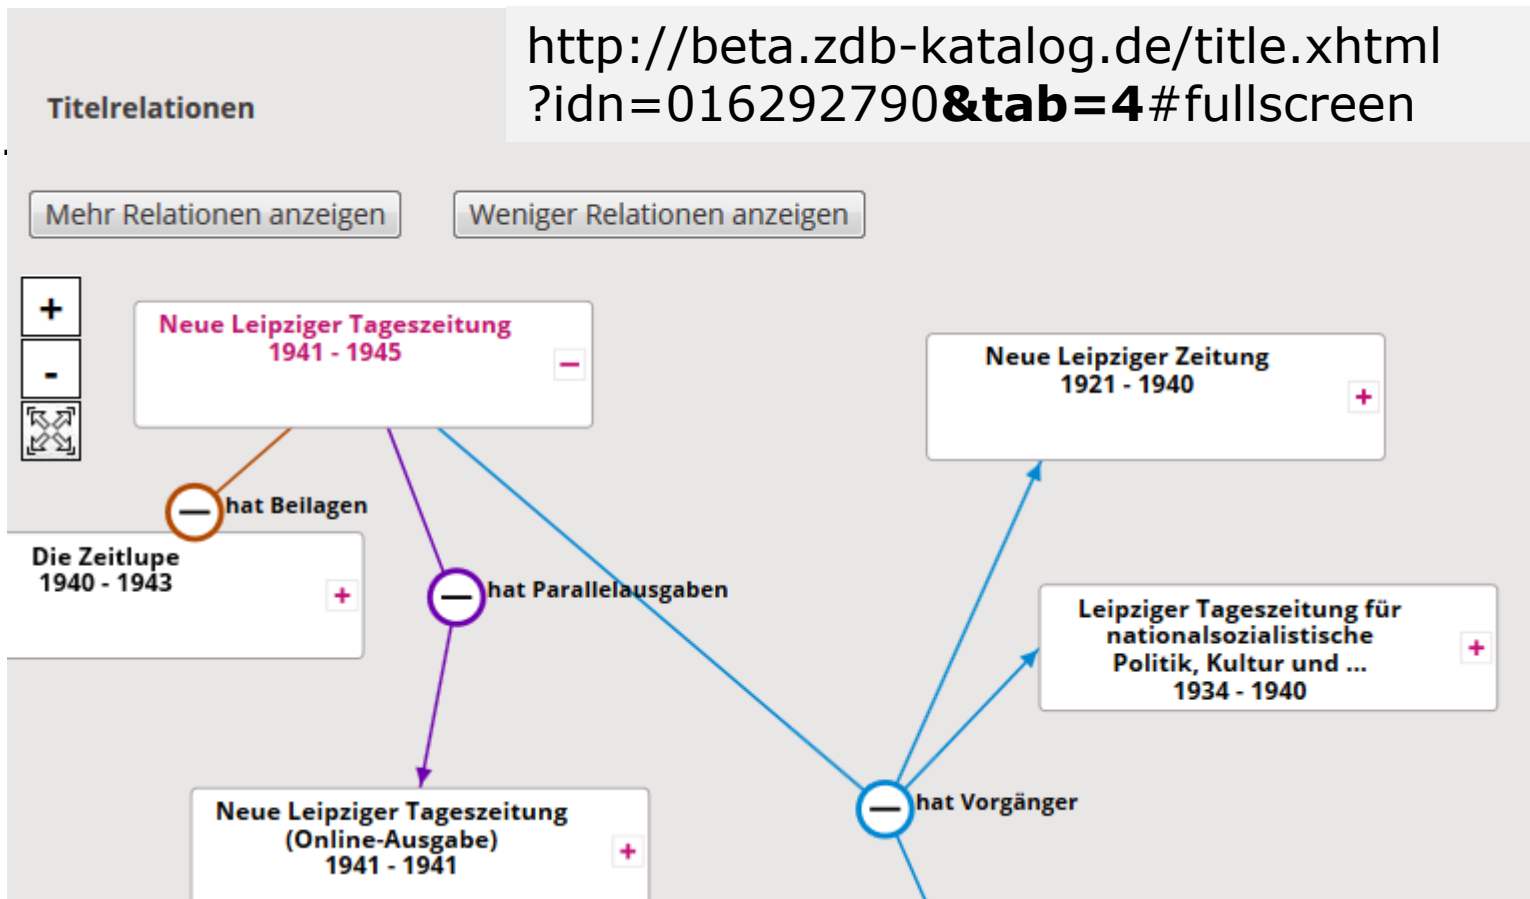 http://beta.zdb-katalog.de/title.xhtml
?idn=016292790&tab=4#fullscreen
Titelrelationen
Mehr Relationen anzeigen
Weniger Relationen anzeigen
+
-
Neue Leipziger Tageszeitung
1941 - 1945
Neue Leipziger Zeitung
1921 - 1940
+
hat Beilagen
Die Zeitlupe
1940 - 1943
+
hat Parallelausgaben
Leipziger Tageszeitung für
nationalsozialistische
Politik, Kultur und ...
1934 - 1940
+
hat Vorgänger
Neue Leipziger Tageszeitung
(Online-Ausgabe)
1941 - 1941
+